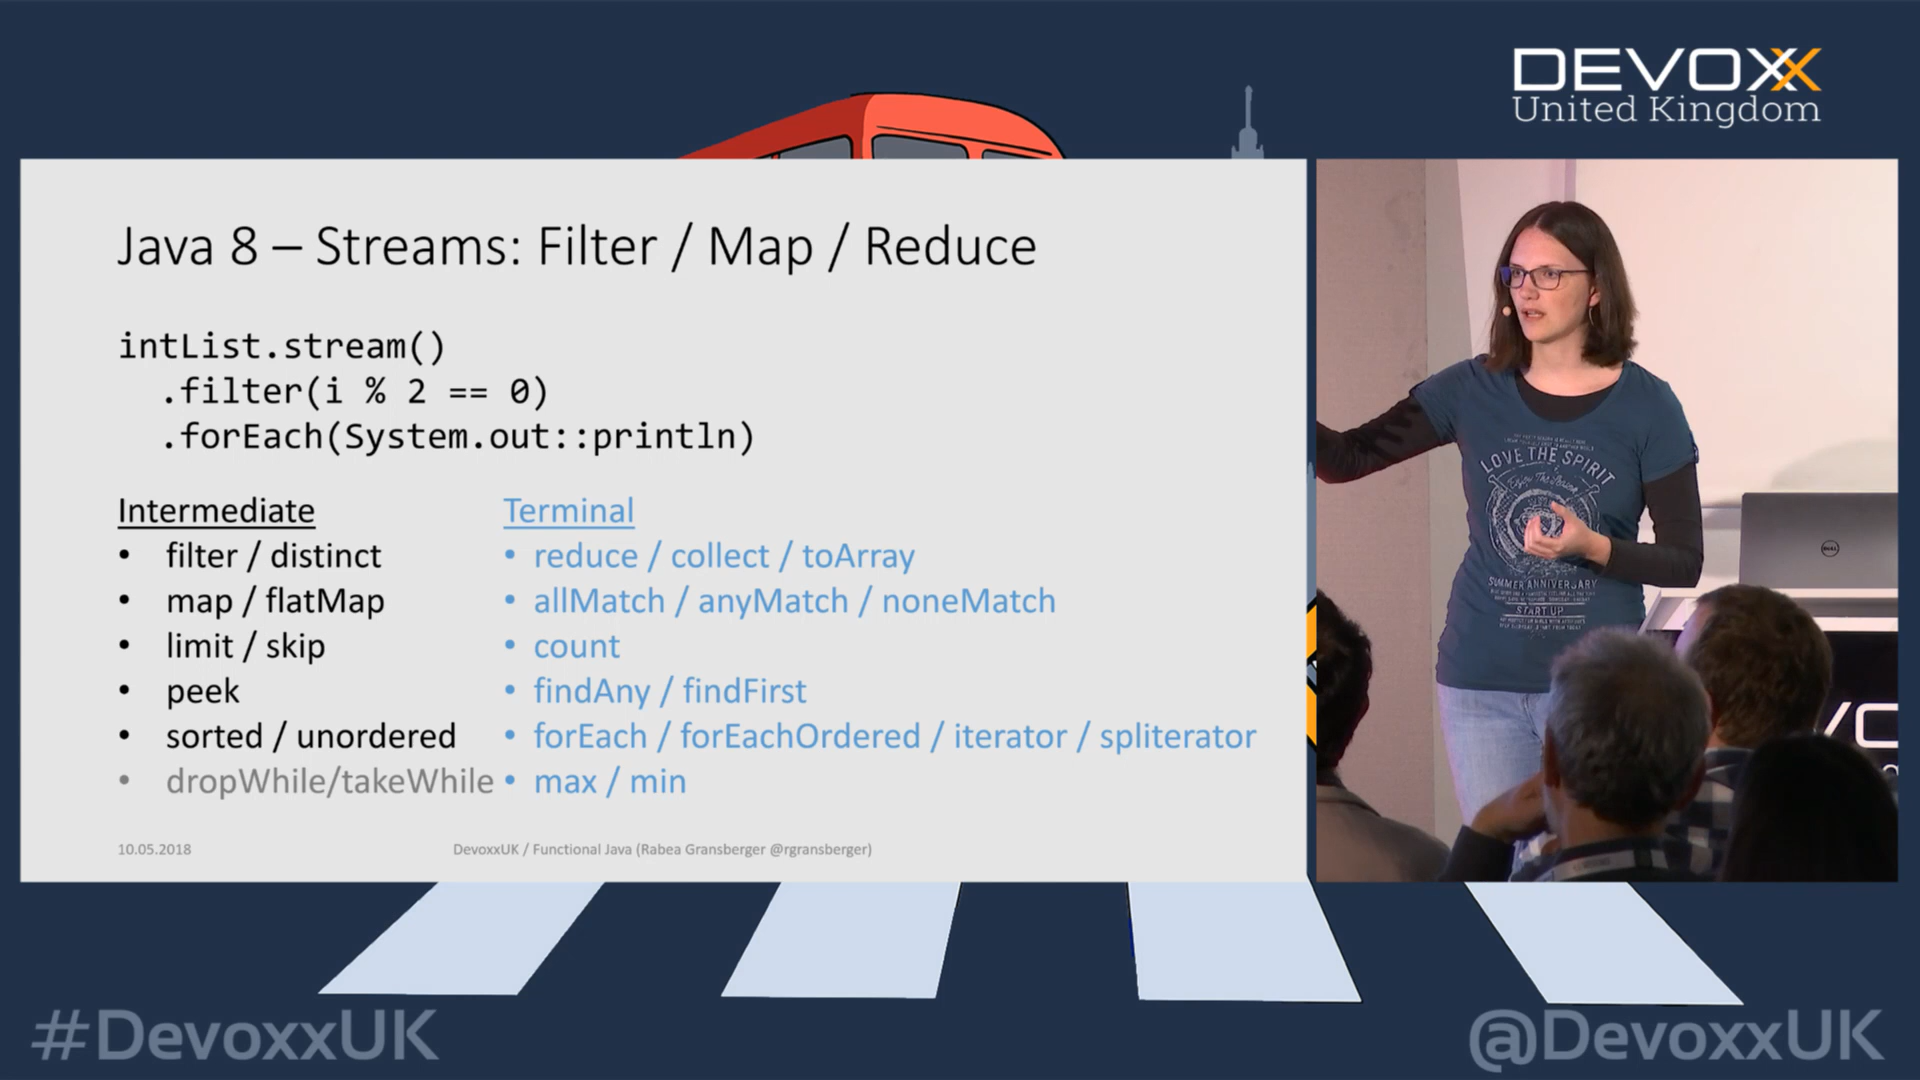 DEVOXX
United Kingdom
Java 8 – Streams: Filter / Map / Reduce
intList.stream()
.filter(i % 2 == 0)
.forEach(System.out::println)
Intermediate
• filter / distinct
• map / flatMap
• limit / skip
• peek
• sorted / unordered
• dropWhile/takeWhile
Terminal
• reduce / collect / toArray
• allMatch / anyMatch / noneMatch
• count
• findAny / findFirst
• forEach / forEachOrdered / iterator / spliterator
• max / min
10.05.2018
DevoxxUK / Functional Java (Rabea Gransberger @rgransberger)
LOVE THE SPIRIT
Enjoy The
SUMMER ANNIVERSARY
START UP
DELL
#DevoxxUK
@DevoxxUK